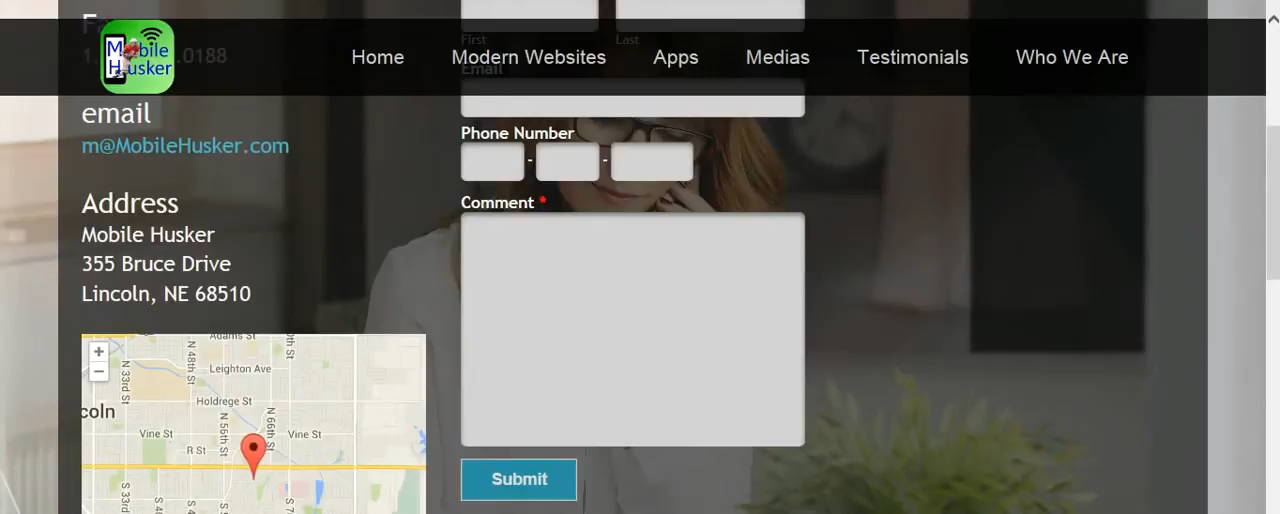 Mobile
Husker
Home
Modern Websites
Apps
Medias
Testimonials
Who We Are
.0188
email
m@MobileHusker.com
Address
Mobile Husker
355 Bruce Drive
Lincoln, NE 68510
First
Last
Email
Phone Number
- -
Comment *
Submit
+
−
Adams St
N 33rd St
N 48th St
Leighton Ave
Holdrege St
coln
N 56th St
N 66th St
Vine St
Vine St
R St